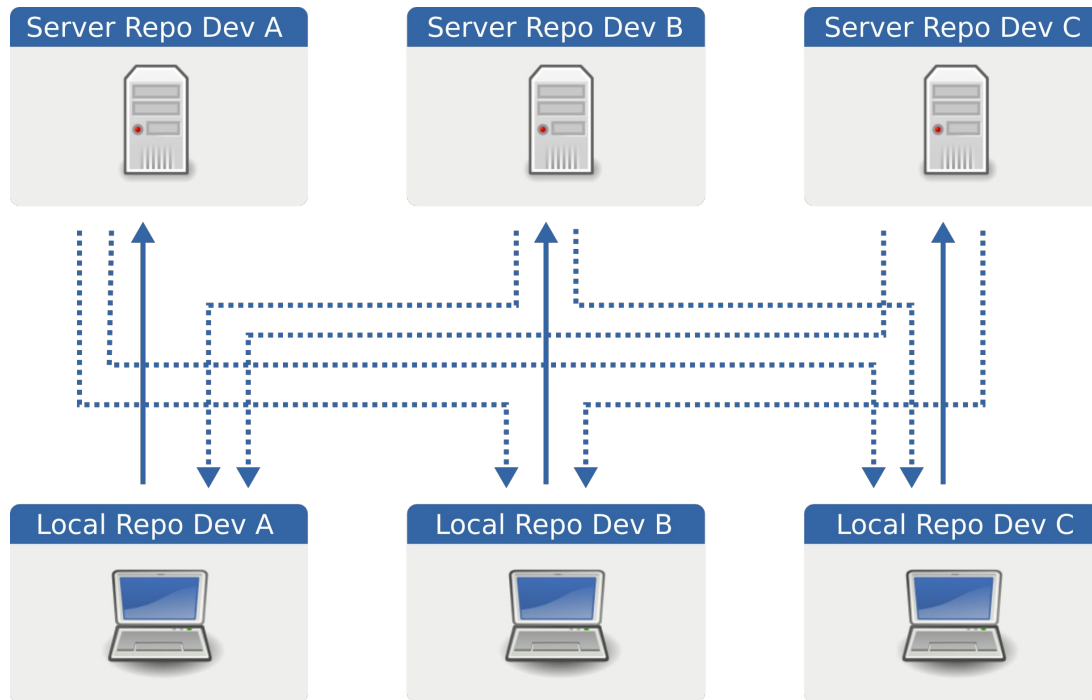 Server Repo Dev A
Server Repo Dev B
Server Repo Dev C
Local Repo Dev A
Local Repo Dev B
Local Repo Dev C